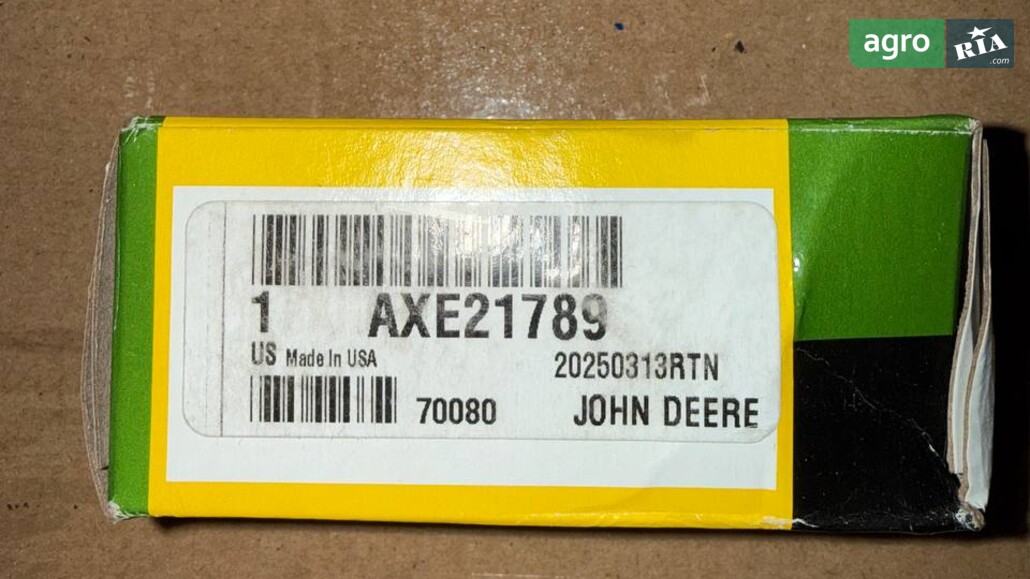 agro
RIA
.com
1 AXE21789
US Made In USA
20250313RTN
70080
JOHN DEERE